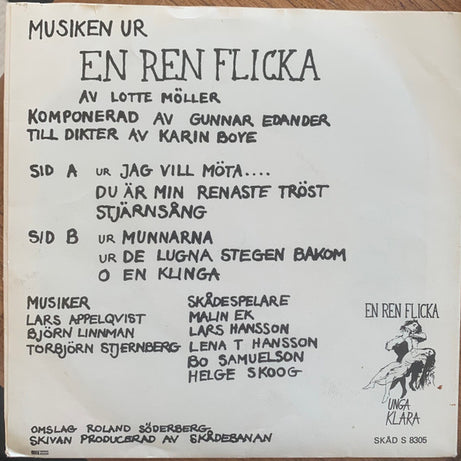 MUSIKEN UR
EN REN FLICKA
AV LOTTE MÖLLER
KOMPONERAD AV GUNNAR EDANDER
TILL DIKTER AV KARIN BOYE
SID A UR JAG VILL MÖTA....
DU ÄR MIN RENASTE TRÖST
STJÄRNSÅNG
SID B UR MUNNARNA
UR DE LUGNA STEGEN BAKOM
O EN KLINGA
MUSIKER
LARS APPELQVIST
BJÖRN LINNMAN
TORBJÖRN STJERNBERG
SKÅDESPELARE
MALIN EK
LARS HANSSON
LENA T HANSSON
BO SAMUELSON
HELGE SKOOG
EN REN FLICKA
UNGA
KLARA
OMSLAG ROLAND SÖDERBERG
SKIVAN PRODUCERAD AV SKÅDEBANAN
SKÅD S 8305